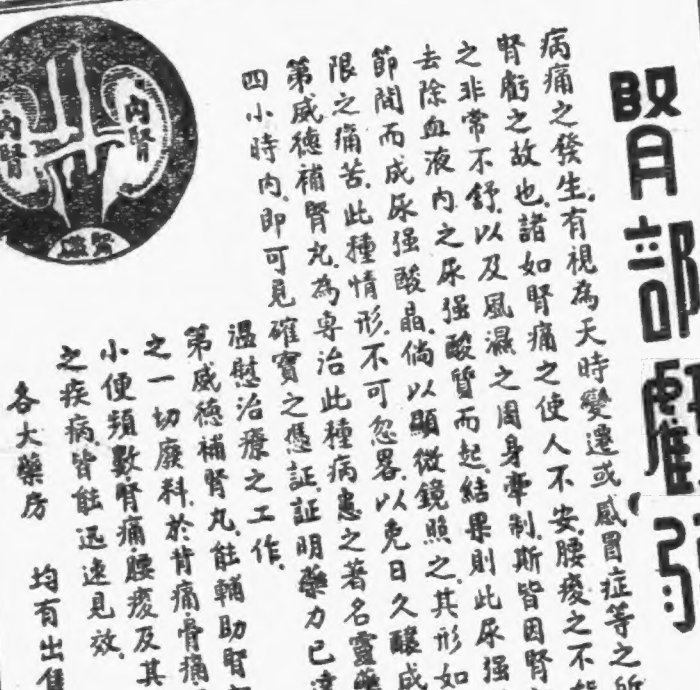 腎部虧弱
病痛之發生.有視為天時變遷或感冒症等之所
腎虧之故也.諸如腎痛之使人不安.腰痠之不能
之非常不舒.以及風濕之周身牽制.斯皆因腎
去除血液內之尿强酸質而起.結果則此尿强
節間而成尿强酸晶.倘以顯微鏡照之.其形如
限之痛苦.此種情形.不可忽畧.以免日久釀成
第威德補腎丸.為專治此種病患之著名靈藥
四小時內.即可見確實之憑証.証明藥力已達
溫慰治療之工作.
第威德補腎丸.能輔助腎
之一切廢料.於背痛.骨痛
小便頻數.腎痛.腰痠及其
之疾病皆能迅速見效.
各大藥房 均有出售
內腎
內腎